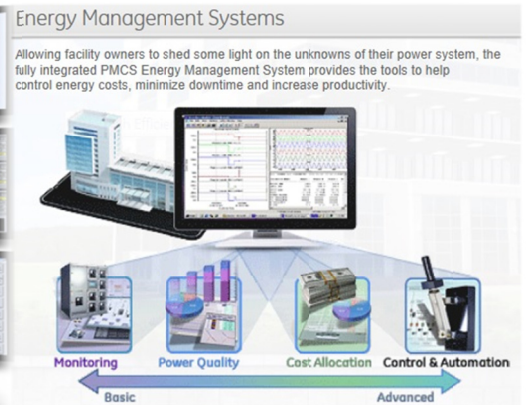 Energy Management Systems
Allowing facility owners to shed some light on the unknowns of their power system, the
fully integrated PMCS Energy Management System provides the tools to help
control energy costs, minimize downtime and increase productivity.
Monitoring Power Quality Cost Allocation Control & Automation
Basic Advanced